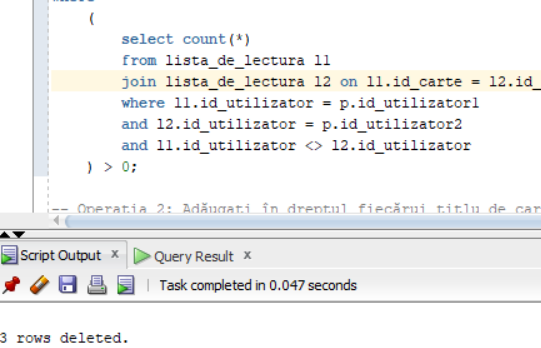 (
select count(*)
from lista_de_lectura l1
join lista_de_lectura l2 on l1.id_carte = l2.id_
where l1.id_utilizator = p.id_utilizator1
and l2.id_utilizator = p.id_utilizator2
and l1.id_utilizator <> l2.id_utilizator
) > 0;
-- Operația 2: Adăugați în dreptul fiecărui titlu de car
Script Output x Query Result x
Task completed in 0.047 seconds
3 rows deleted.